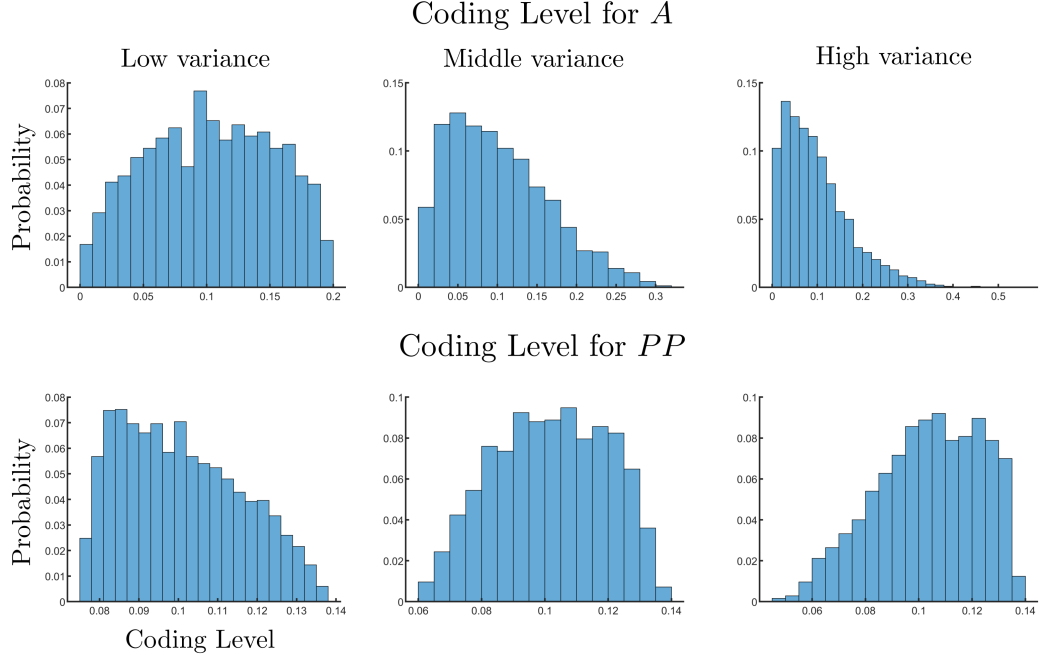 Coding Level for A
Low variance
Middle variance
High variance
Probability
0.08
0.07
0.06
0.05
0.04
0.03
0.02
0.01
0
0 0.05 0.1 0.15 0.2
0.15
0.1
0.05
0
0 0.05 0.1 0.15 0.2 0.25 0.3
0.15
0.1
0.05
0
0 0.1 0.2 0.3 0.4 0.5
Coding Level for PP
Probability
0.08
0.07
0.06
0.05
0.04
0.03
0.02
0.01
0
0.08 0.09 0.1 0.11 0.12 0.13 0.14
0.1
0.08
0.06
0.04
0.02
0
0.06 0.08 0.1 0.12 0.14
0.1
0.08
0.06
0.04
0.02
0
0.06 0.08 0.1 0.12 0.14
Coding Level